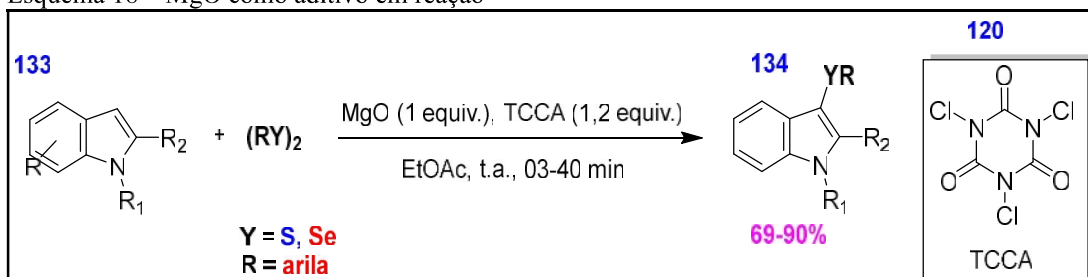 Esquema 16 – MgO como aditivo em reação
133
R
N
R1
R2
+
(RY)2
Y = S, Se
R = arila
MgO (1 equiv.), TCCA (1,2 equiv.)
EtOAc, t.a., 03-40 min
134
YR
R2
N
R1
69-90%
120
O
Cl
N
N
Cl
O
N
O
Cl
TCCA